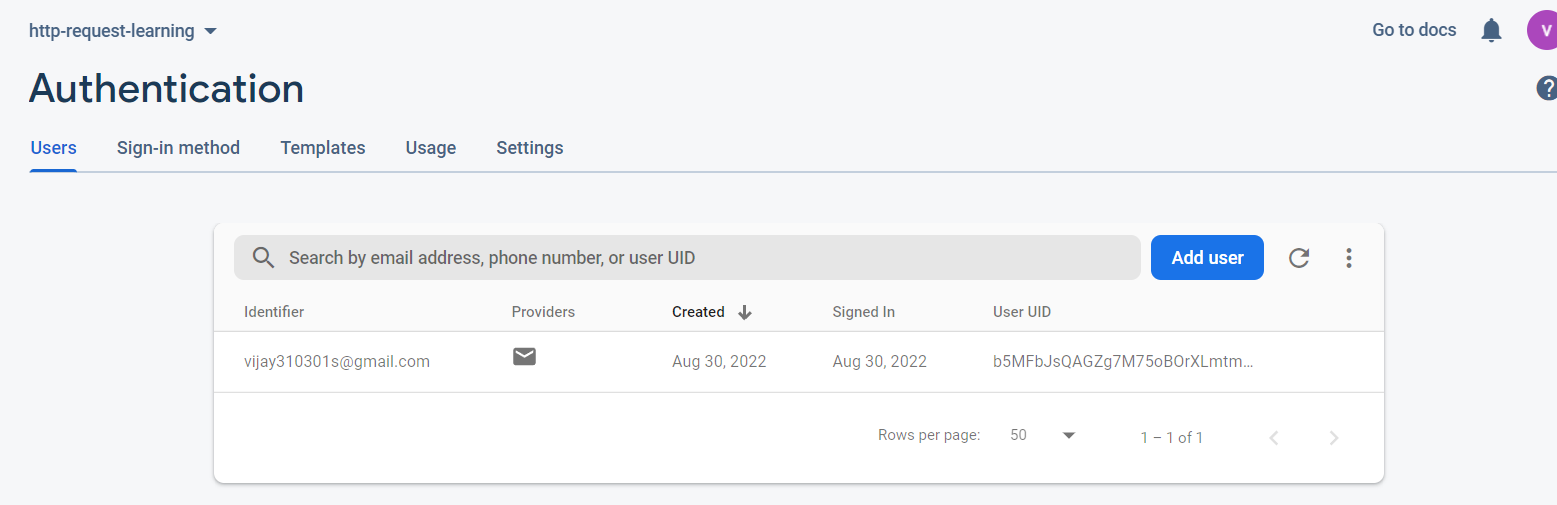 http-request-learning
Go to docs
V
Authentication
?
Users Sign-in method Templates Usage Settings
Search by email address, phone number, or user UID
Add user
Identifier Providers Created Signed In User UID
vijay310301s@gmail.com Aug 30, 2022 Aug 30, 2022 b5MFbJsQAGZg7M75oBOrXLmtm…
Rows per page: 50 1 – 1 of 1